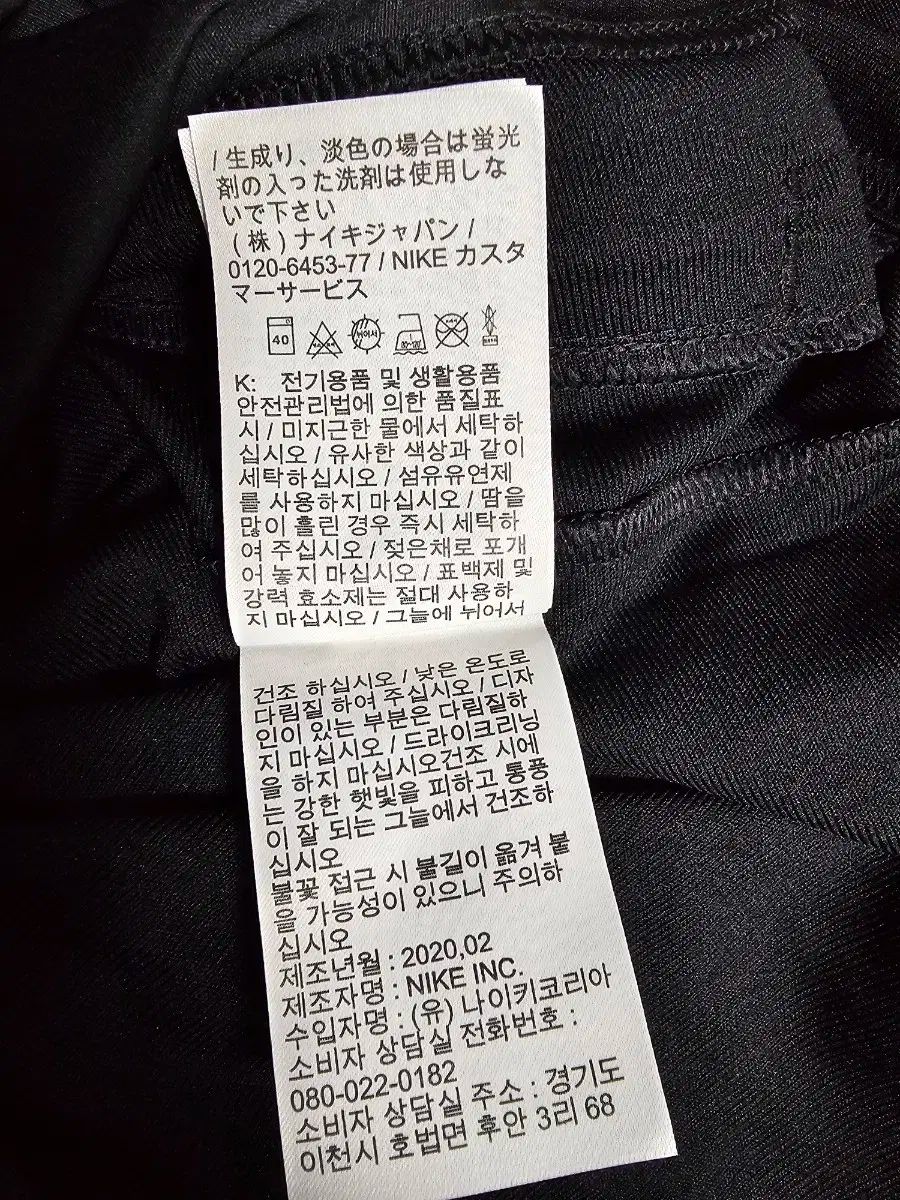 / 生成り、淡色の場合は蛍光
剤の入った洗剤は使用しな
いで下さい
( 株 ) ナイキジャパン /
0120-6453-77 / NIKE カスタ
マーサービス
40
뉘어서
80~120
K: 전기용품 및 생활용품
안전관리법에 의한 품질표
시 / 미지근한 물에서 세탁하
십시오 / 유사한 색상과 같이
세탁하십시오 / 섬유유연제
를 사용하지 마십시오 / 땀을
많이 흘린 경우 즉시 세탁하
여 주십시오 / 젖은채로 포개
어 놓지 마십시오 / 표백제 및
강력 효소제는 절대 사용하
지 마십시오 / 그늘에 뉘어서
건조 하십시오 / 낮은 온도로
다림질 하여 주십시오 / 디자
인이 있는 부분은 다림질하
지 마십시오 / 드라이크리닝
을 하지 마십시오건조 시에
는 강한 햇빛을 피하고 통풍
이 잘 되는 그늘에서 건조하
십시오
불꽃 접근 시 불길이 옮겨 붙
을 가능성이 있으니 주의하
십시오
제조년월 : 2020,02
제조자명 : NIKE INC.
수입자명 : (유) 나이키코리아
소비자 상담실 전화번호 :
080-022-0182
소비자 상담실 주소 : 경기도
이천시 호법면 후안 3리 68